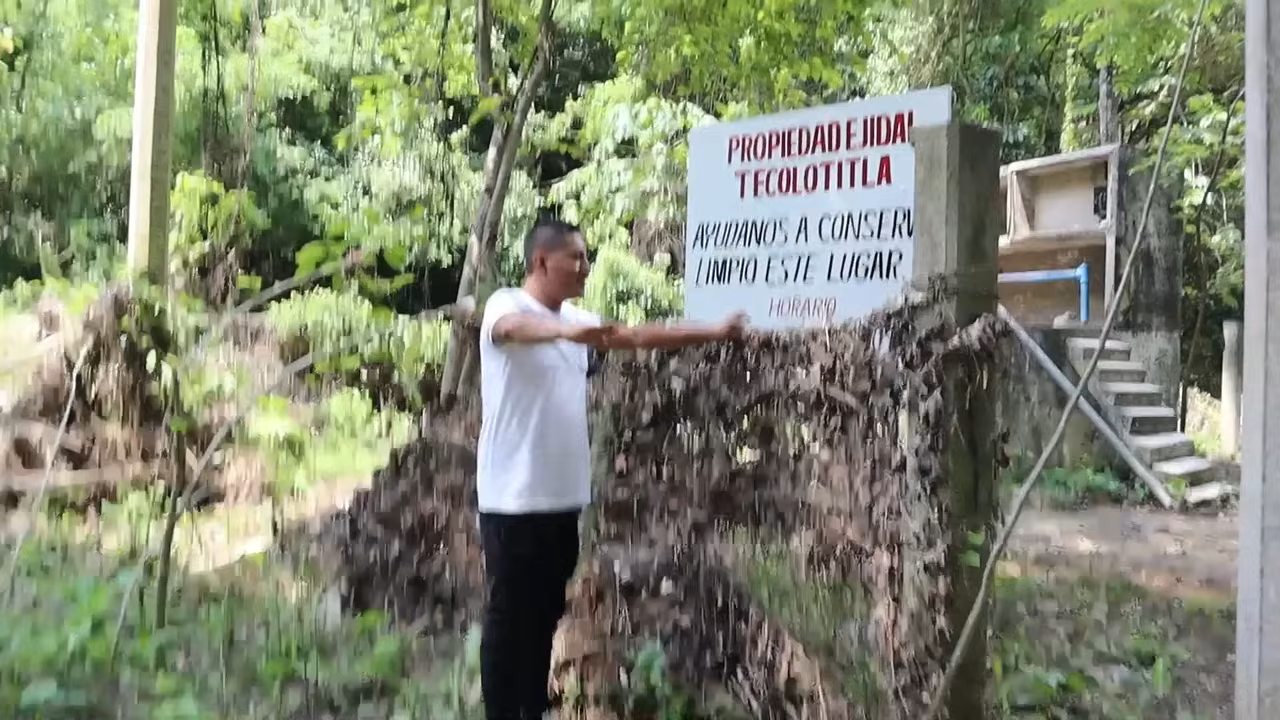 PROPIEDAD EJIDAL
TECOLOTITLA
AYUDANOS A CONSERV
LIMPIO ESTE LUGAR
HORARIO